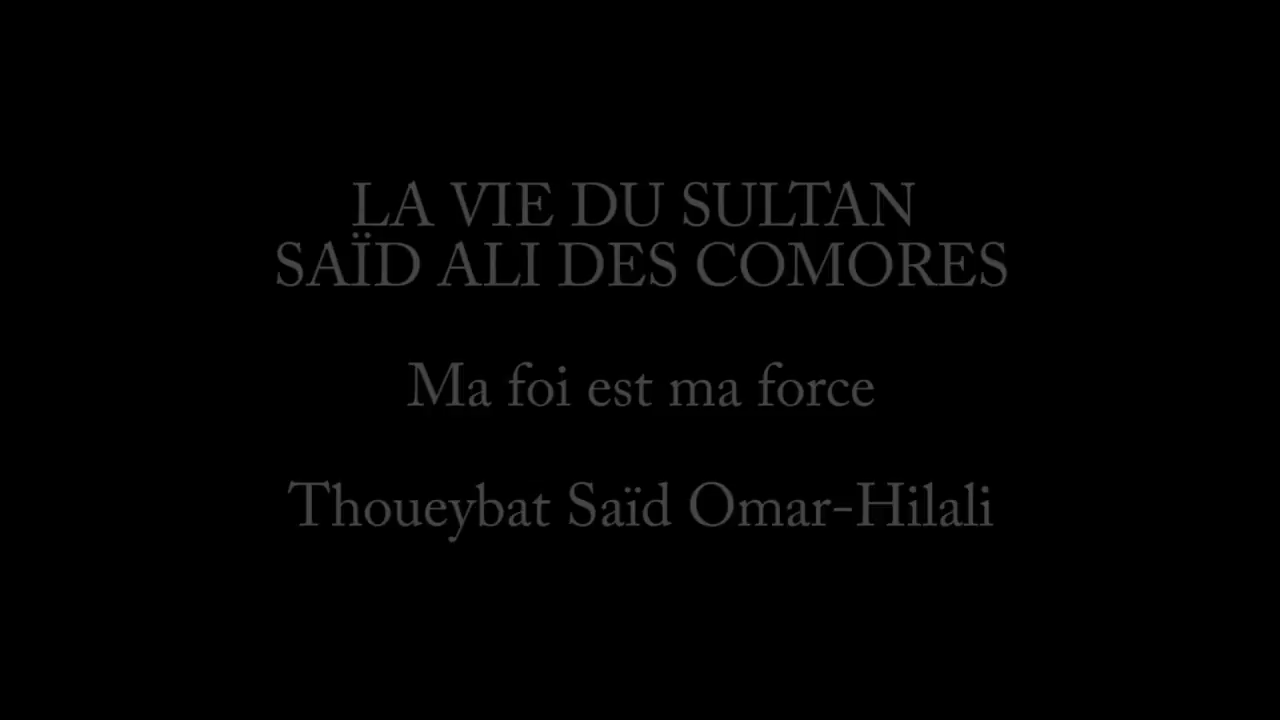 LA VIE DU SULTAN
SAÏD ALI DES COMORES
Ma foi est ma force
Thoueybat Saïd Omar-Hilali